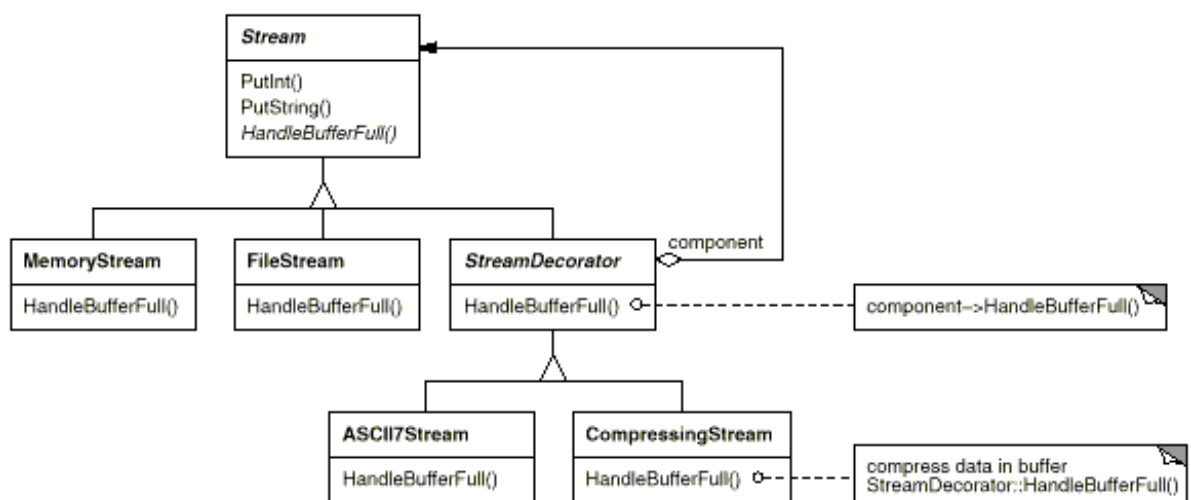 Stream
PutInt()
PutString()
HandleBufferFull()
component
MemoryStream
FileStream
StreamDecorator
HandleBufferFull()
HandleBufferFull()
HandleBufferFull()
component–>HandleBufferFull()
ASCII7Stream
CompressingStream
HandleBufferFull()
HandleBufferFull()
compress data in buffer
StreamDecorator::HandleBufferFull()